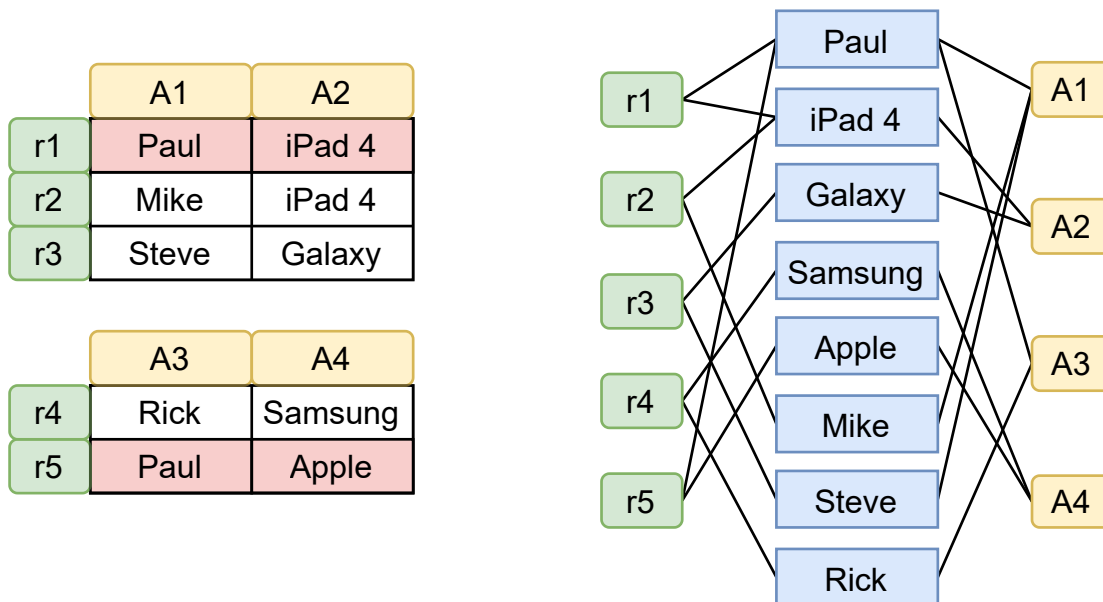 A1 A2
r1 Paul iPad 4
r2 Mike iPad 4
r3 Steve Galaxy
A3 A4
r4 Rick Samsung
r5 Paul Apple
r1
r2
r3
r4
r5
Paul
iPad 4
Galaxy
Samsung
Apple
Mike
Steve
Rick
A1
A2
A3
A4